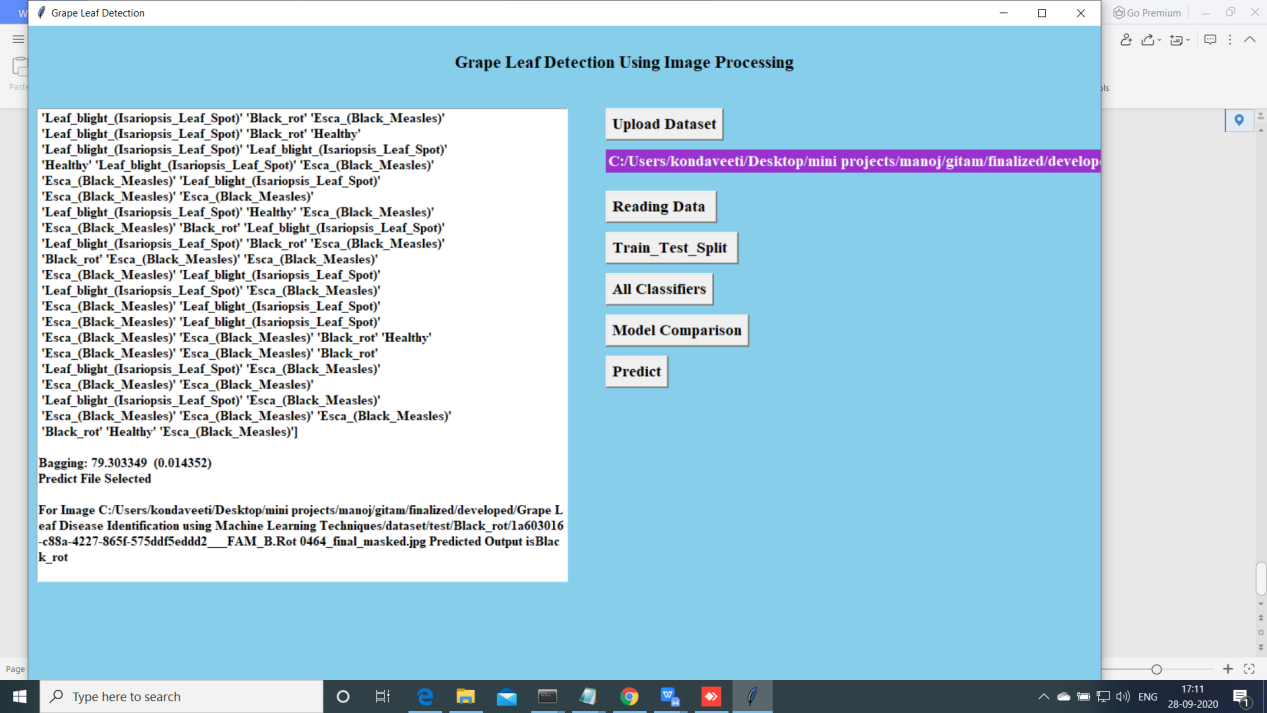 W
Grape Leaf Detection
Go Premium
Grape Leaf Detection Using Image Processing
Paste
ols
'Leaf_blight_(Isariopsis_Leaf_Spot)' 'Black_rot' 'Esca_(Black_Measles)'
'Leaf_blight_(Isariopsis_Leaf_Spot)' 'Black_rot' 'Healthy'
'Leaf_blight_(Isariopsis_Leaf_Spot)' 'Leaf_blight_(Isariopsis_Leaf_Spot)'
'Healthy' 'Leaf_blight_(Isariopsis_Leaf_Spot)' 'Esca_(Black_Measles)'
'Esca_(Black_Measles)' 'Leaf_blight_(Isariopsis_Leaf_Spot)'
'Esca_(Black_Measles)' 'Esca_(Black_Measles)'
'Leaf_blight_(Isariopsis_Leaf_Spot)' 'Healthy' 'Esca_(Black_Measles)'
'Esca_(Black_Measles)' 'Black_rot' 'Leaf_blight_(Isariopsis_Leaf_Spot)'
'Leaf_blight_(Isariopsis_Leaf_Spot)' 'Black_rot' 'Esca_(Black_Measles)'
'Black_rot' 'Esca_(Black_Measles)' 'Esca_(Black_Measles)'
'Esca_(Black_Measles)' 'Leaf_blight_(Isariopsis_Leaf_Spot)'
'Leaf_blight_(Isariopsis_Leaf_Spot)' 'Esca_(Black_Measles)'
'Esca_(Black_Measles)' 'Leaf_blight_(Isariopsis_Leaf_Spot)'
'Esca_(Black_Measles)' 'Leaf_blight_(Isariopsis_Leaf_Spot)'
'Esca_(Black_Measles)' 'Esca_(Black_Measles)' 'Black_rot' 'Healthy'
'Esca_(Black_Measles)' 'Esca_(Black_Measles)' 'Black_rot'
'Leaf_blight_(Isariopsis_Leaf_Spot)' 'Esca_(Black_Measles)'
'Esca_(Black_Measles)' 'Esca_(Black_Measles)'
'Leaf_blight_(Isariopsis_Leaf_Spot)' 'Esca_(Black_Measles)'
'Esca_(Black_Measles)' 'Esca_(Black_Measles)' 'Esca_(Black_Measles)'
'Black_rot' 'Healthy' 'Esca_(Black_Measles)']
Bagging: 79.303349 (0.014352)
Predict File Selected
For Image C:/Users/kondaveeti/Desktop/mini projects/manoj/gitam/finalized/developed/Grape L
eaf Disease Identification using Machine Learning Techniques/dataset/test/Black_rot/1a603016
-c88a-4227-865f-575ddf5eddd2___FAM_B.Rot 0464_final_masked.jpg Predicted Output isBlac
k_rot
Upload Dataset
C:/Users/kondaveeti/Desktop/mini projects/manoj/gitam/finalized/develope
Reading Data
Train_Test_Split
All Classifiers
Model Comparison
Predict
Page
Type here to search
ENG
17:11
28-09-2020
1